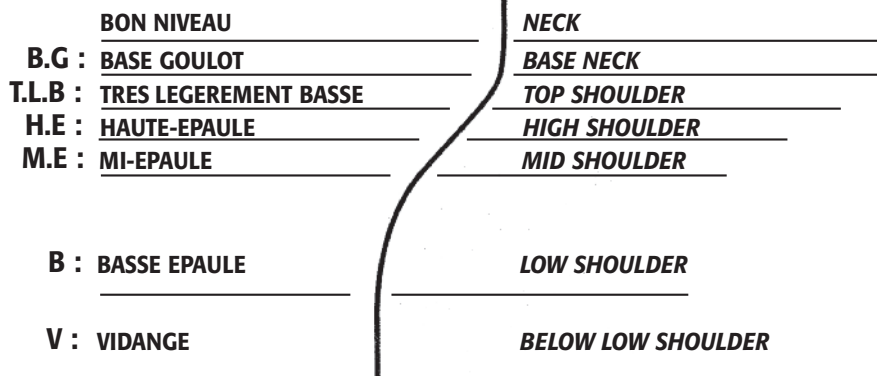 BON NIVEAU NECK
B.G : BASE GOULOT BASE NECK
T.L.B : TRES LEGEREMENT BASSE TOP SHOULDER
H.E : HAUTE-EPAULE HIGH SHOULDER
M.E : MI-EPAULE MID SHOULDER
B : BASSE EPAULE LOW SHOULDER
V : VIDANGE BELOW LOW SHOULDER